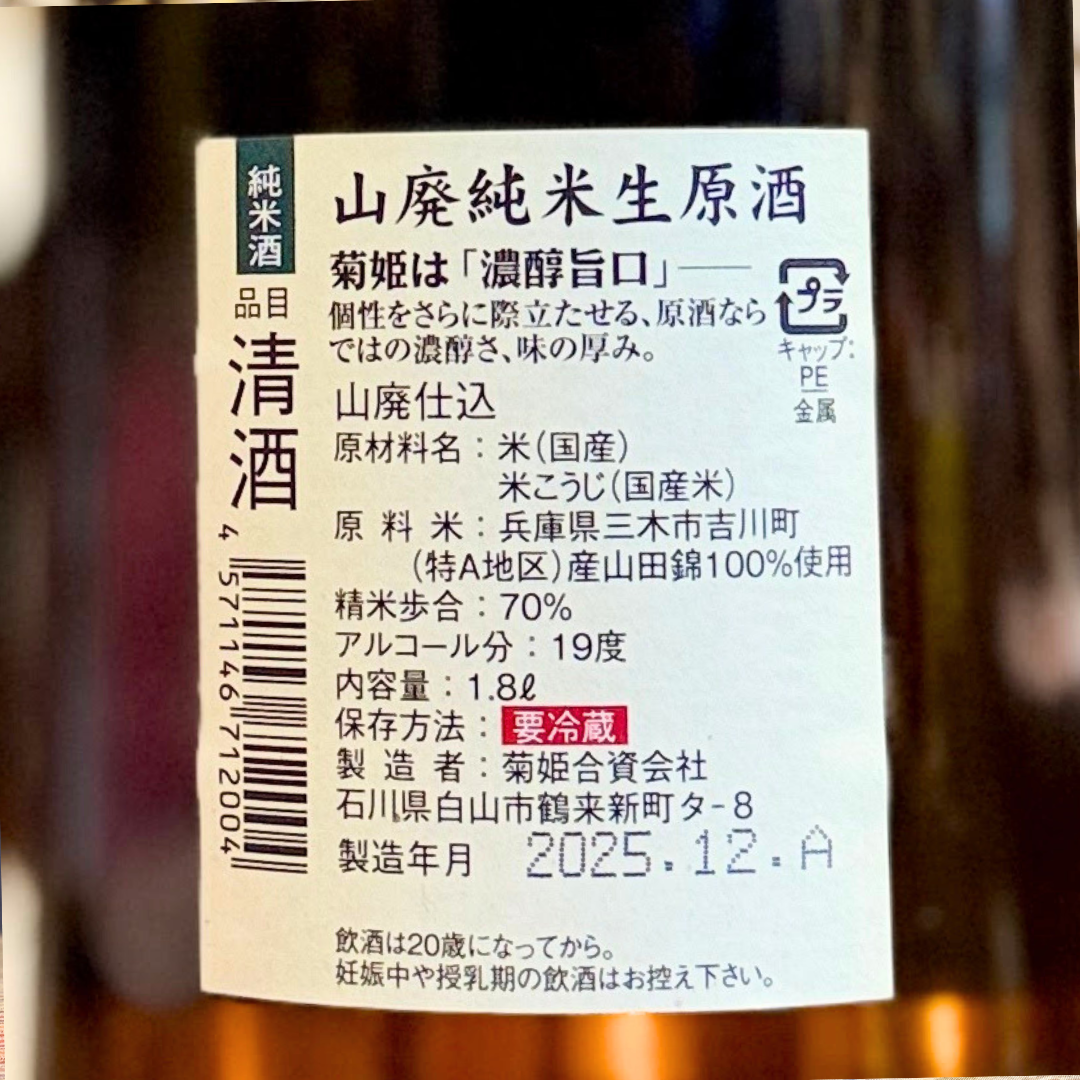 純米酒
品目
清酒
4 571146 712004
山廃純米生原酒
菊姫は「濃醇旨口」――
個性をさらに際立たせる、原酒なら
ではの濃醇さ、味の厚み。
プラ
キャップ:
PE
金属
山廃仕込
原材料名：米（国産）
米こうじ（国産米）
原料米：兵庫県三木市吉川町
（特A地区）産山田錦100%使用
精米歩合：70%
アルコール分：19度
内容量：1.8ℓ
保存方法：要冷蔵
製造者：菊姫合資会社
石川県白山市鶴来新町タ-8
製造年月 2025.12.A
飲酒は20歳になってから。
妊娠中や授乳期の飲酒はお控え下さい。